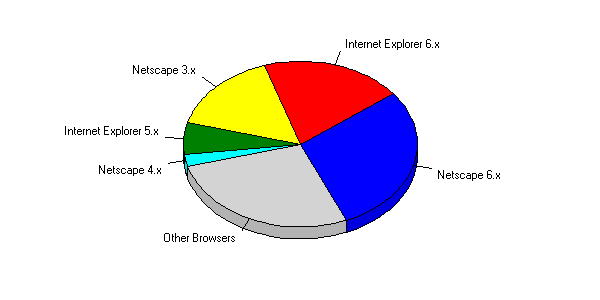 Internet Explorer 6.x
Netscape 3.x
Internet Explorer 5.x
Netscape 4.x
Netscape 6.x
Other Browsers